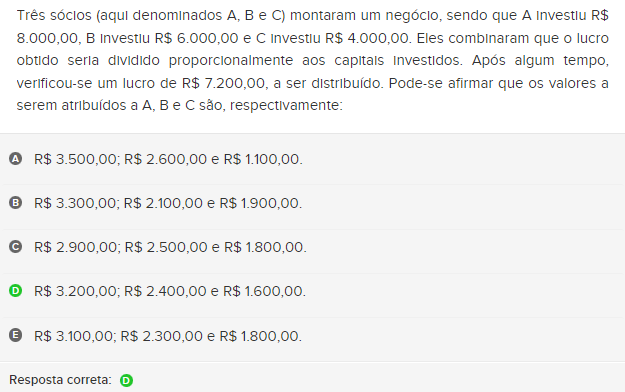 Três sócios (aqui denominados A, B e C) montaram um negócio, sendo que A investiu R$
8.000,00, B investiu R$ 6.000,00 e C investiu R$ 4.000,00. Eles combinaram que o lucro
obtido seria dividido proporcionalmente aos capitais investidos. Após algum tempo,
verificou-se um lucro de R$ 7.200,00, a ser distribuído. Pode-se afirmar que os valores a
serem atribuídos a A, B e C são, respectivamente:
A R$ 3.500,00; R$ 2.600,00 e R$ 1.100,00.
B R$ 3.300,00; R$ 2.100,00 e R$ 1.900,00.
C R$ 2.900,00; R$ 2.500,00 e R$ 1.800,00.
D R$ 3.200,00; R$ 2.400,00 e R$ 1.600,00.
E R$ 3.100,00; R$ 2.300,00 e R$ 1.800,00.
Resposta correta: D